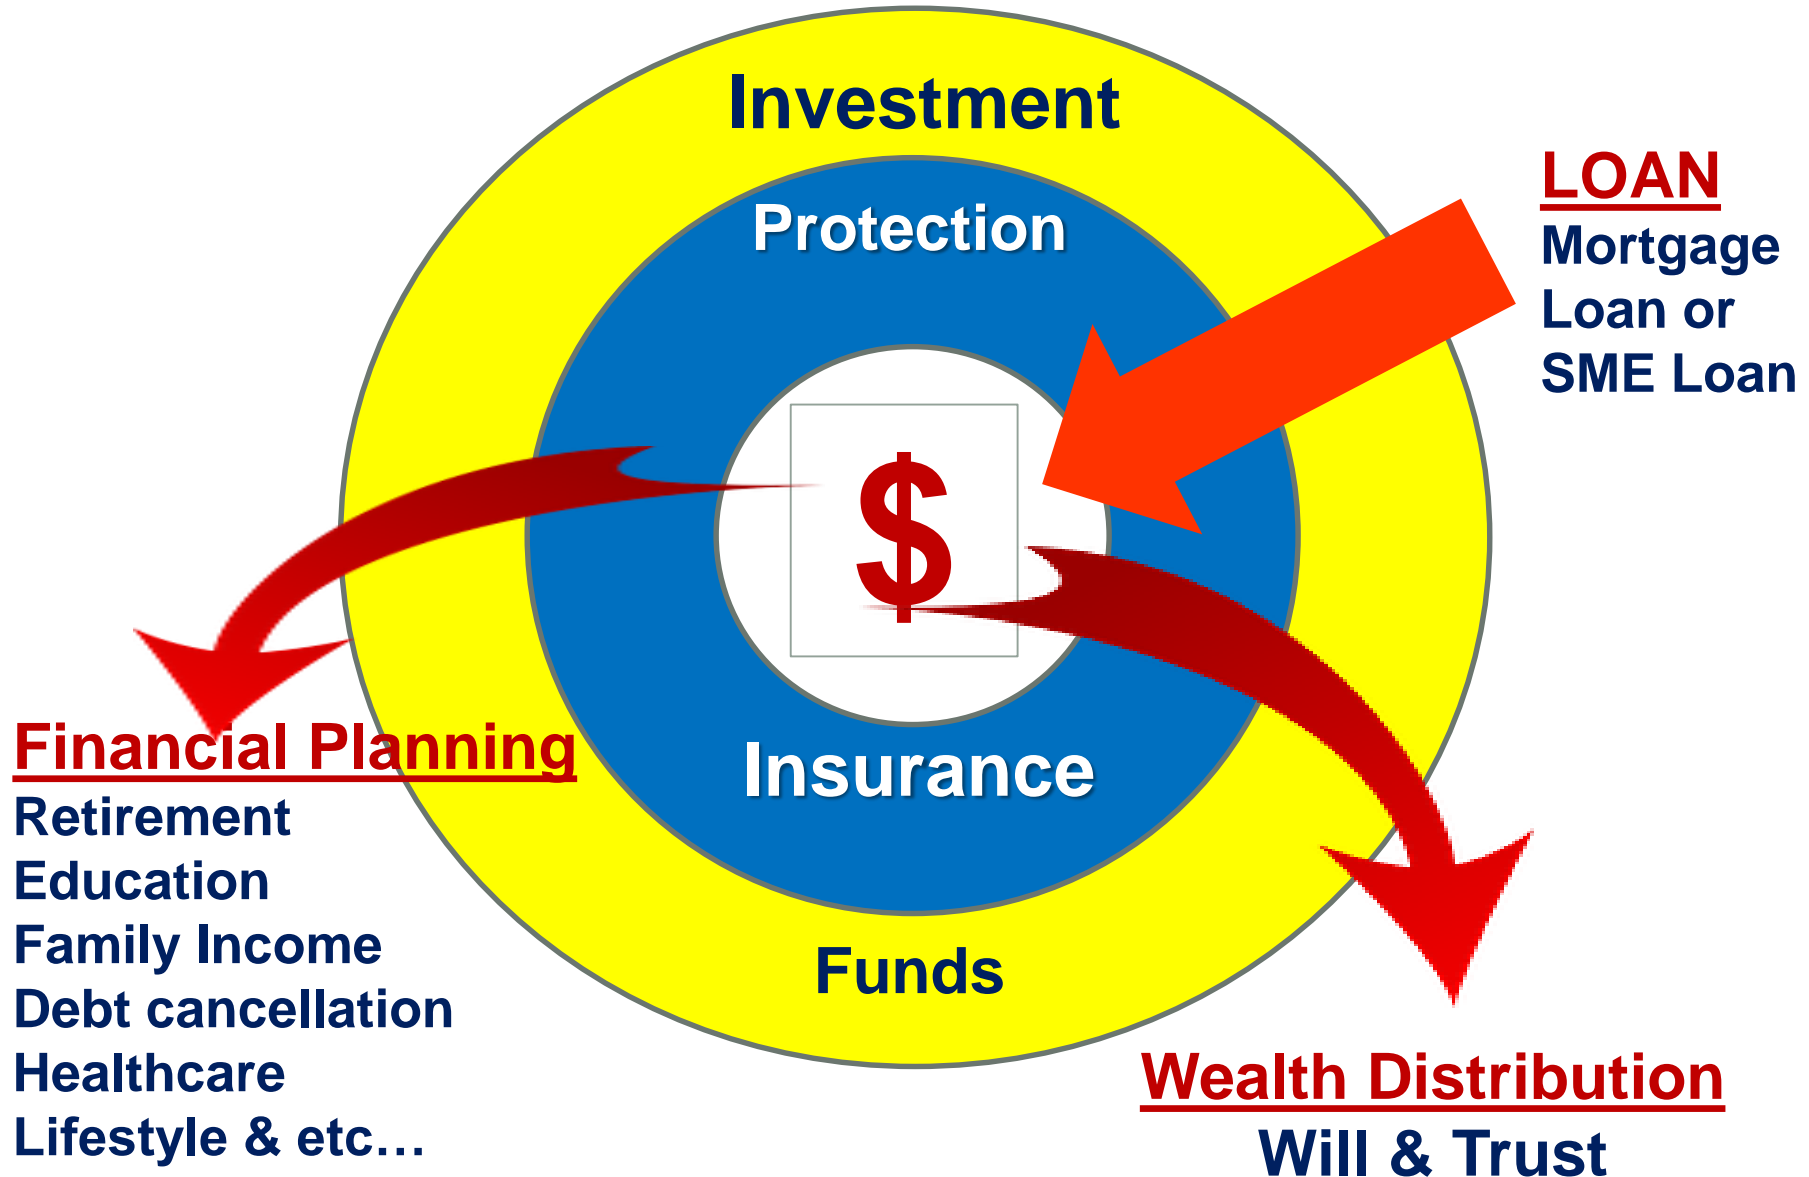 Investment
Protection
$
Insurance
Funds
LOAN
Mortgage
Loan or
SME Loan
Financial Planning
Retirement
Education
Family Income
Debt cancellation
Healthcare
Lifestyle & etc…
Wealth Distribution
Will & Trust